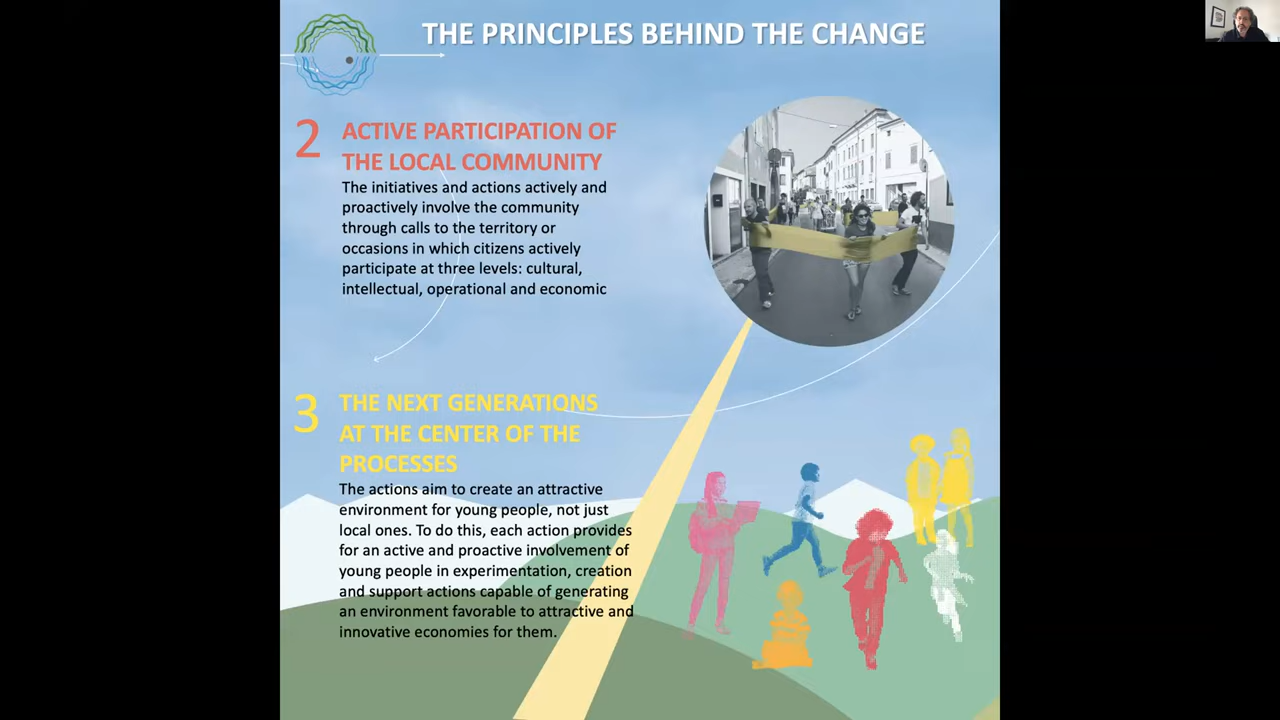 THE PRINCIPLES BEHIND THE CHANGE
2
ACTIVE PARTICIPATION OF
THE LOCAL COMMUNITY
The initiatives and actions actively and
proactively involve the community
through calls to the territory or
occasions in which citizens actively
participate at three levels: cultural,
intellectual, operational and economic
3
THE NEXT GENERATIONS
AT THE CENTER OF THE
PROCESSES
The actions aim to create an attractive
environment for young people, not just
local ones. To do this, each action provides
for an active and proactive involvement of
young people in experimentation, creation
and support actions capable of generating
an environment favorable to attractive and
innovative economies for them.